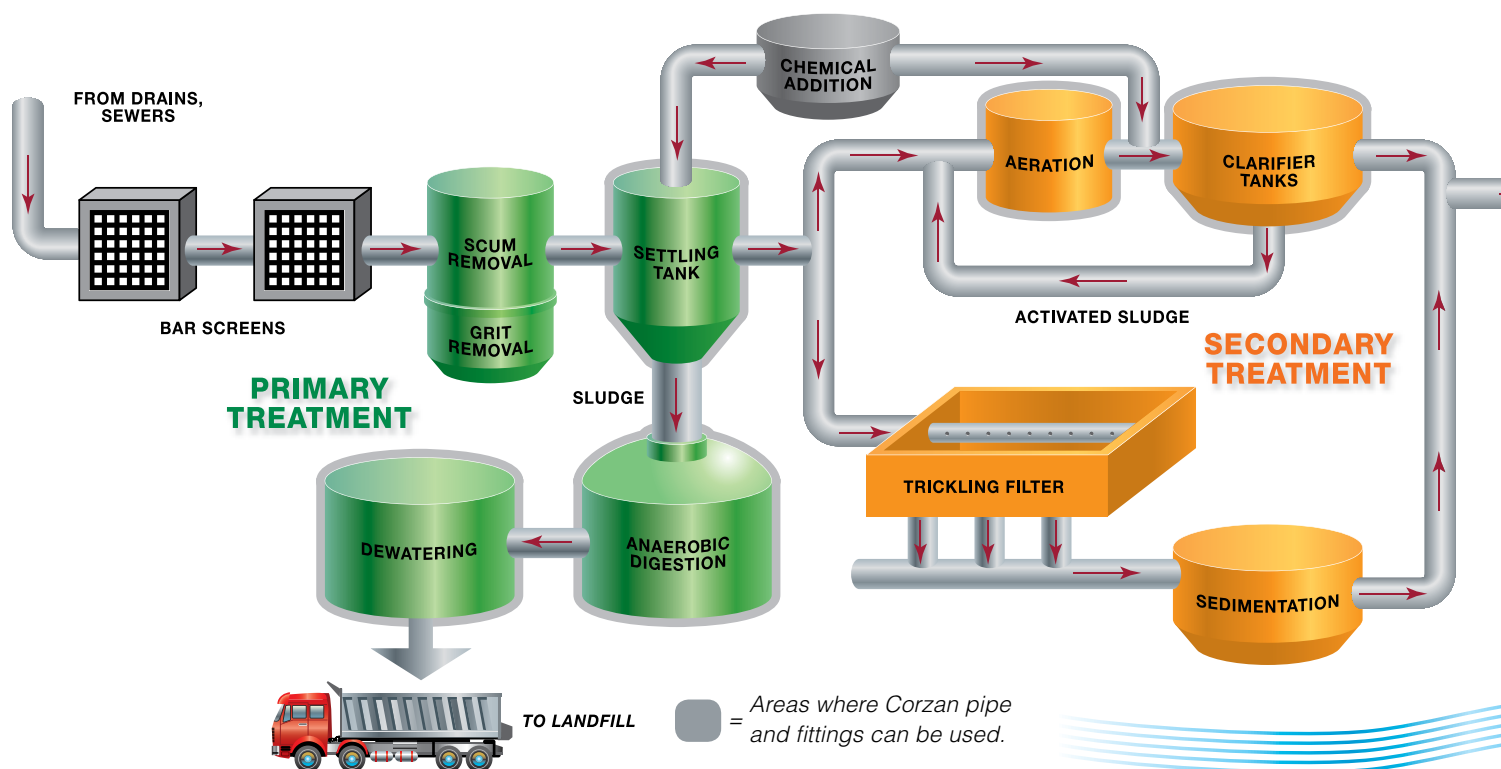 FROM DRAINS,
SEWERS
BAR SCREENS
SCUM
REMOVAL
GRIT
REMOVAL
PRIMARY
TREATMENT
SETTLING
TANK
SLUDGE
CHEMICAL
ADDITION
AERATION
CLARIFIER
TANKS
ACTIVATED SLUDGE
SECONDARY
TREATMENT
TRICKLING FILTER
SEDIMENTATION
ANAEROBIC
DIGESTION
DEWATERING
TO LANDFILL
= Areas where Corzan pipe
and fittings can be used.